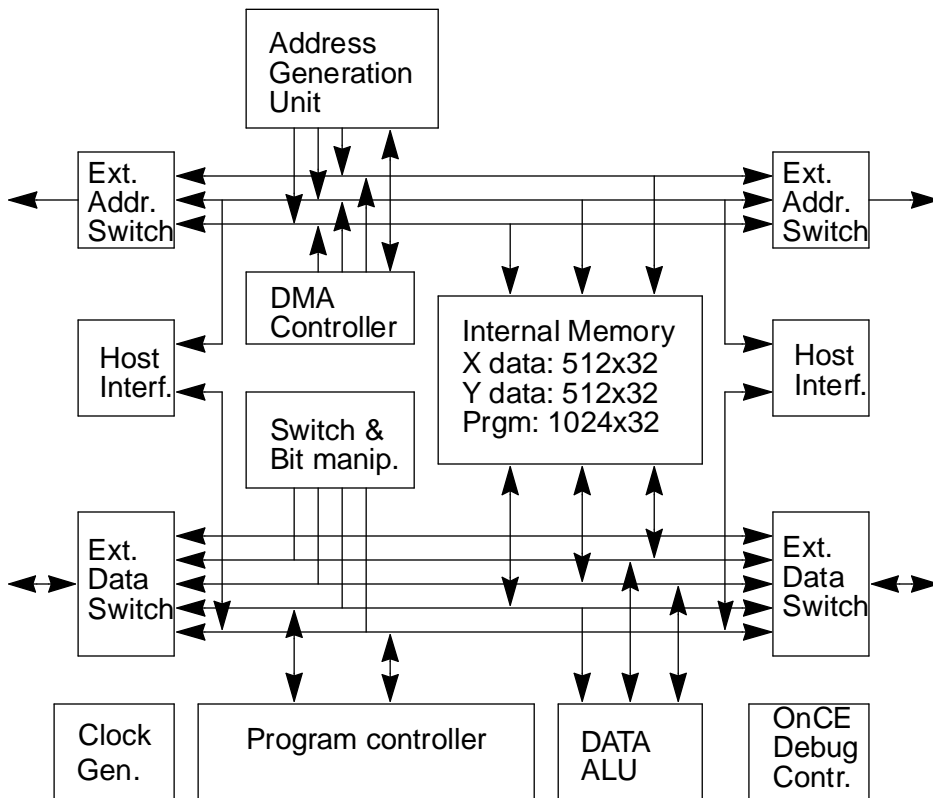 Address
Generation
Unit
Ext.
Addr.
Switch
Ext.
Addr.
Switch
DMA
Controller
Internal Memory
X data: 512x32
Y data: 512x32
Prgm: 1024x32
Host
Interf.
Host
Interf.
Switch &
Bit manip.
Ext.
Data
Switch
Ext.
Data
Switch
Clock
Gen.
Program controller
DATA
ALU
OnCE
Debug
Contr.